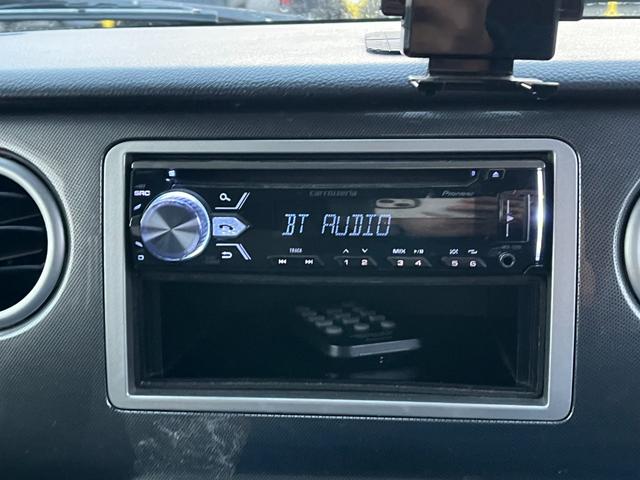 SRC
carrozzeria
Pioneer
BT AUDIO
TRACK
MIX
1 2 3 4 5 6